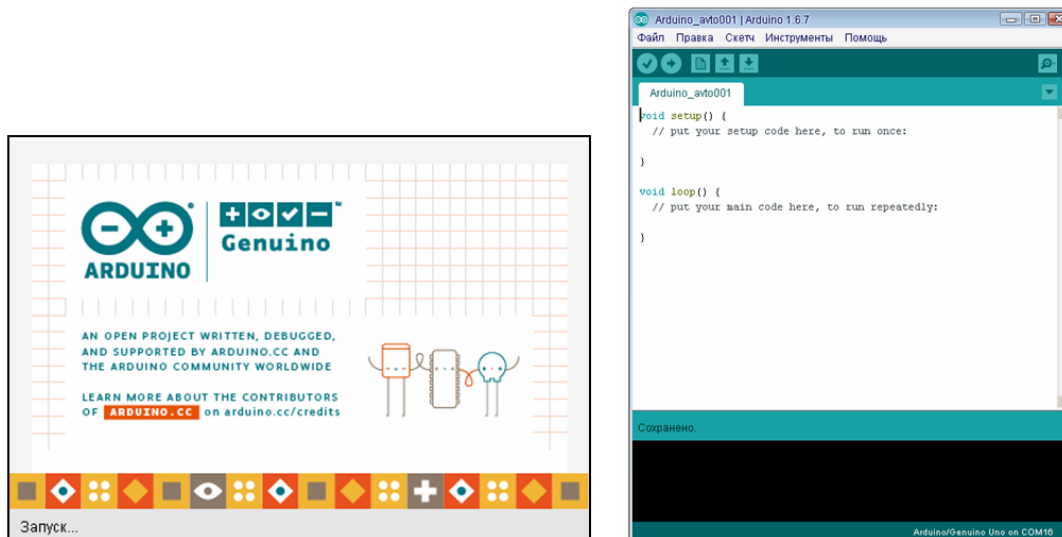 ARDUINO
Genuino
AN OPEN PROJECT WRITTEN, DEBUGGED,
AND SUPPORTED BY ARDUINO.CC AND
THE ARDUINO COMMUNITY WORLDWIDE
LEARN MORE ABOUT THE CONTRIBUTORS
OF ARDUINO.CC on arduino.cc/credits
Запуск...
Arduino_avto001 | Arduino 1.6.7
Файл Правка Скетч Инструменты Помощь
Arduino_avto001
void setup() {
// put your setup code here, to run once:
}
void loop() {
// put your main code here, to run repeatedly:
}
Сохранено.
Arduino/Genuino Uno on COM16